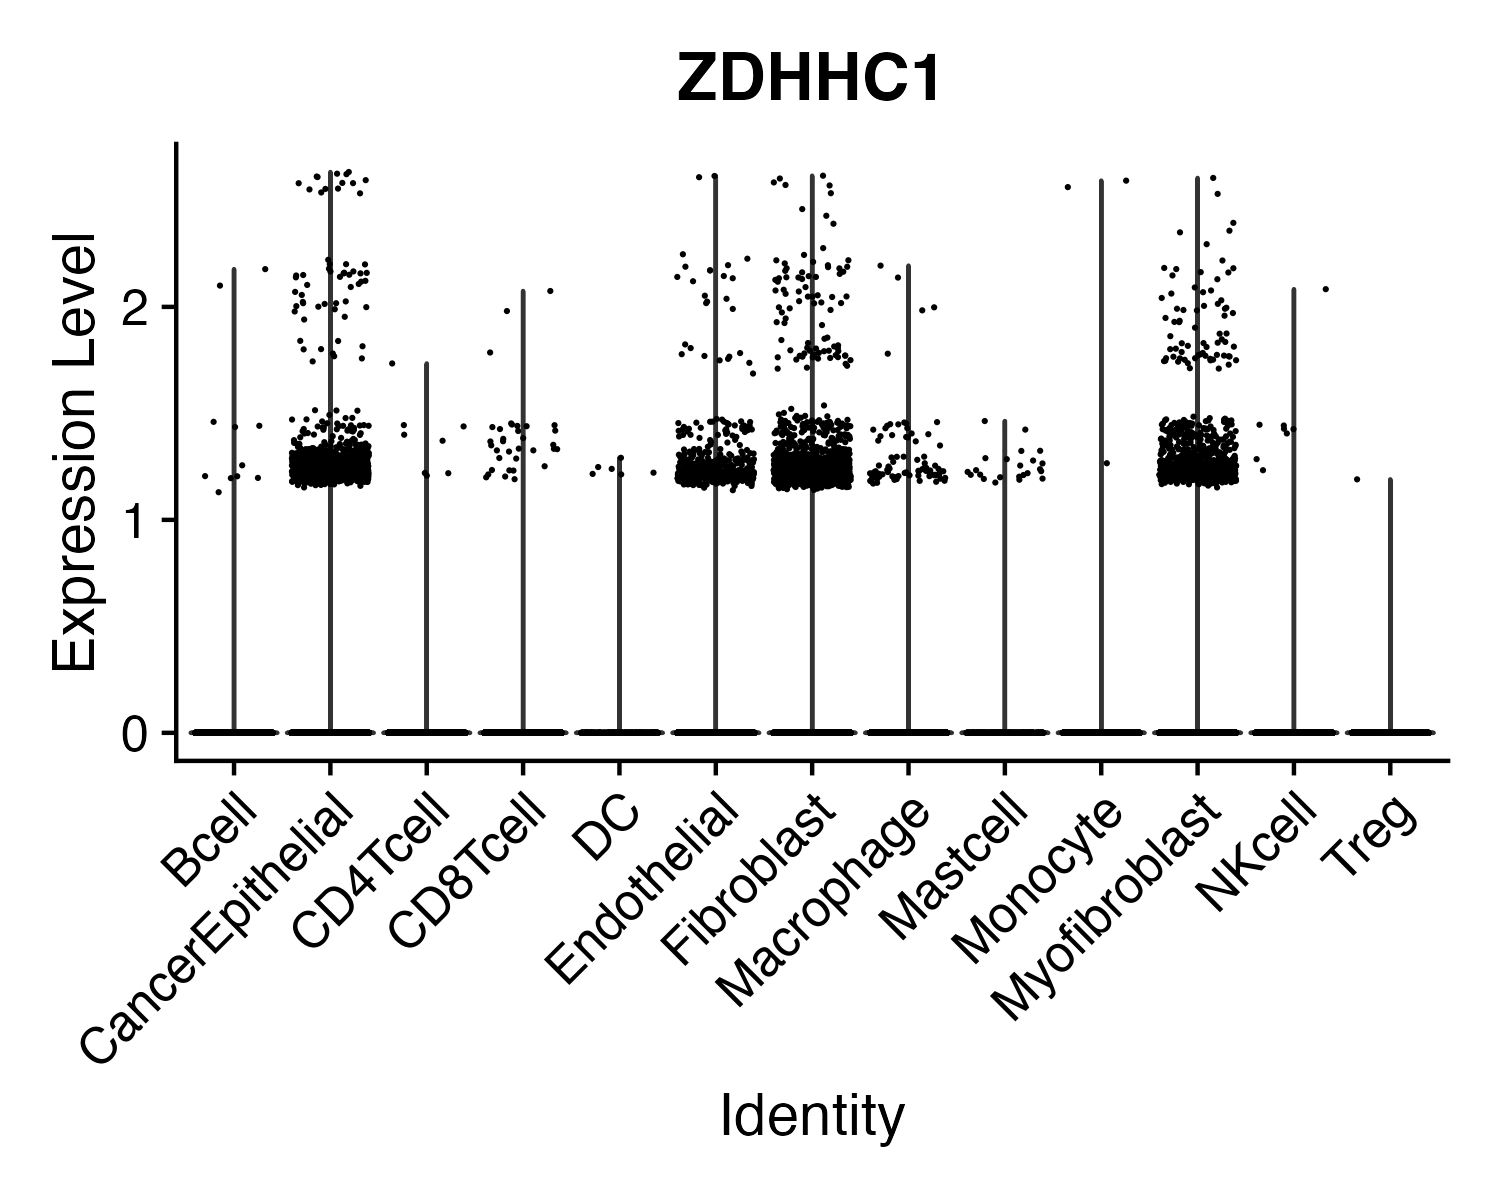 ZDHHC1
Expression Level
2
1
0
Bcell
CancerEpithelial
CD4Tcell
CD8Tcell
DC
Endothelial
Fibroblast
Macrophage
Mastcell
Monocyte
Myofibroblast
NKcell
Treg
Identity